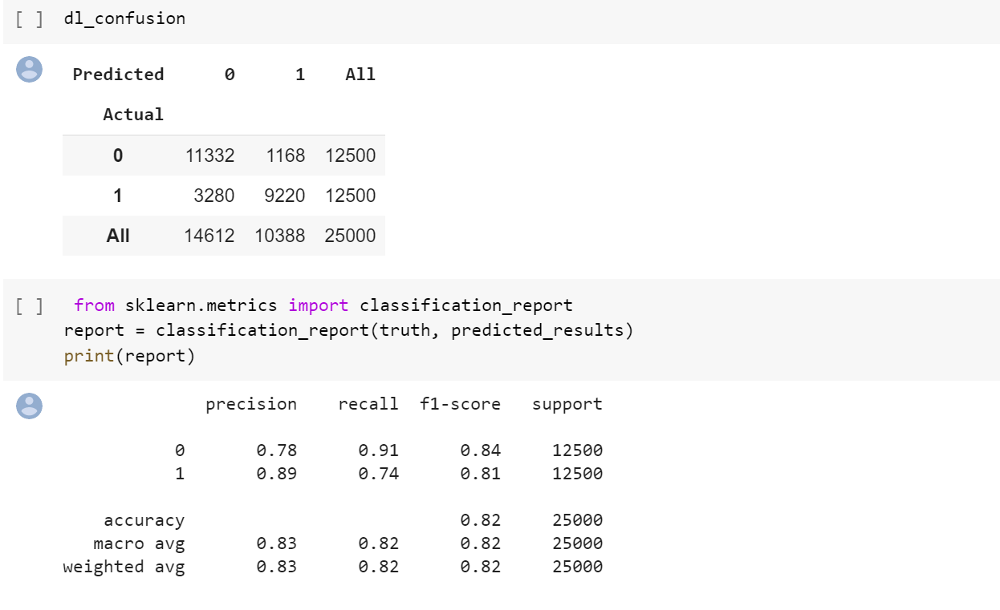 [ ] dl_confusion
Predicted 0 1 All
Actual
0 11332 1168 12500
1 3280 9220 12500
All 14612 10388 25000
[ ] from sklearn.metrics import classification_report
report = classification_report(truth, predicted_results)
print(report)
precision recall f1-score support
0 0.78 0.91 0.84 12500
1 0.89 0.74 0.81 12500
accuracy 0.82 25000
macro avg 0.83 0.82 0.82 25000
weighted avg 0.83 0.82 0.82 25000